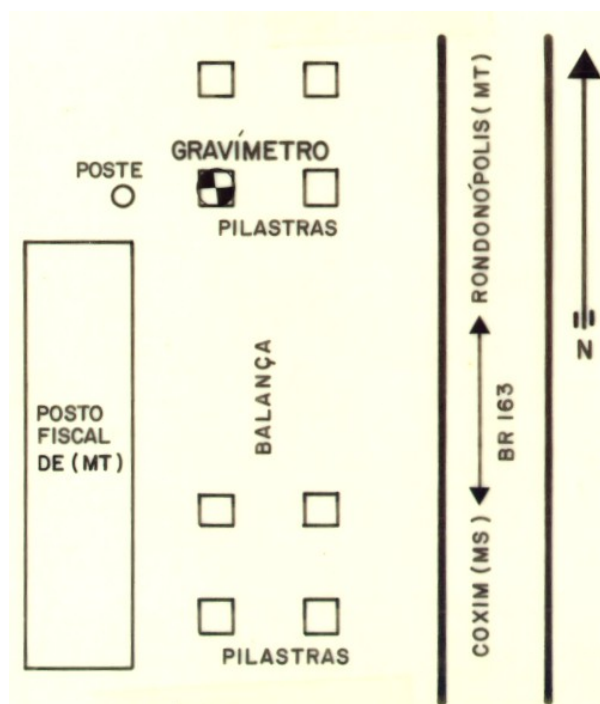 RONDONÓPOLIS (MT)
GRAVÍMETRO
POSTE
PILASTRAS
N
BALANÇA
BR 163
POSTO
FISCAL
DE (MT)
COXIM (MS)
PILASTRAS